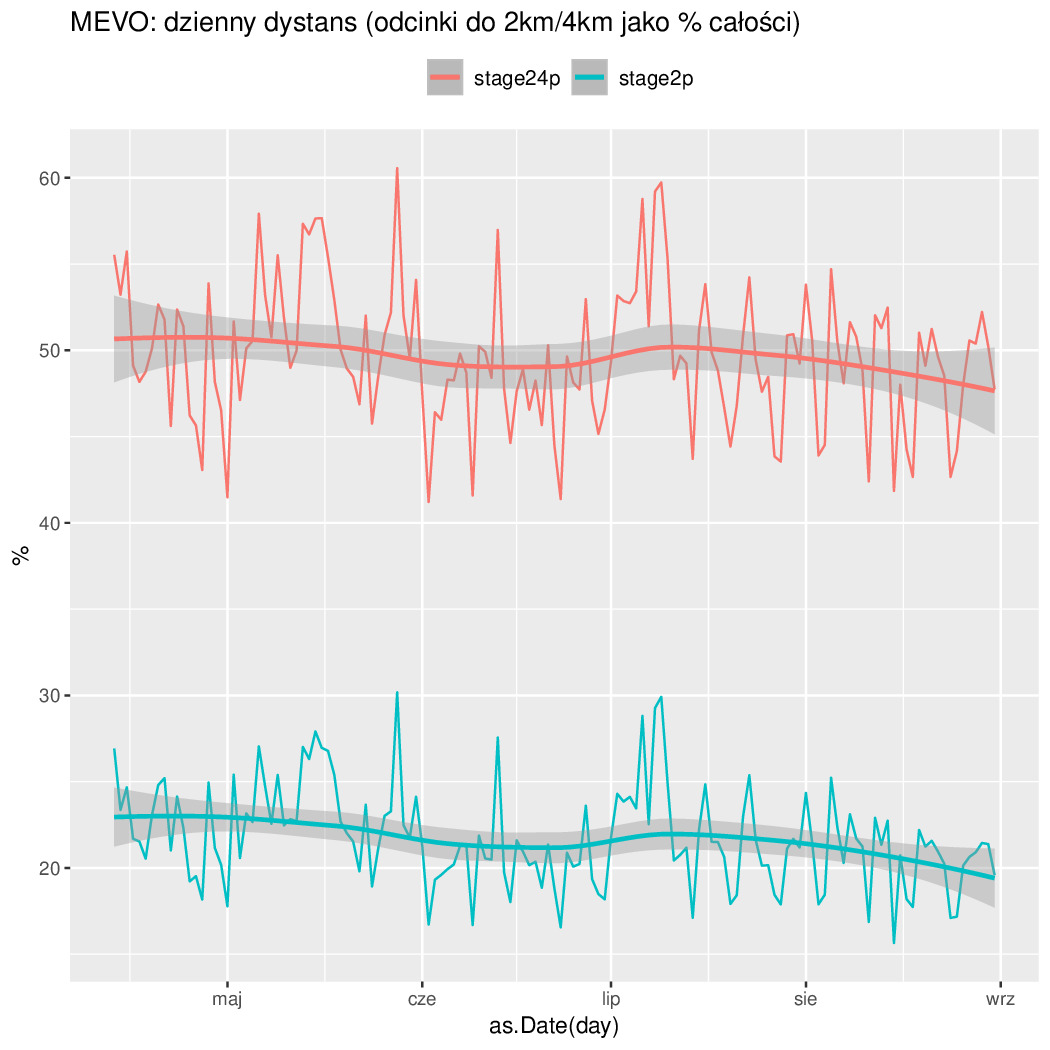 MEVO: dzienny dystans (odcinki do 2km/4km jako % całości)
stage24p stage2p
60
50
40
30
20
%
maj cze lip sie wrz
as.Date(day)